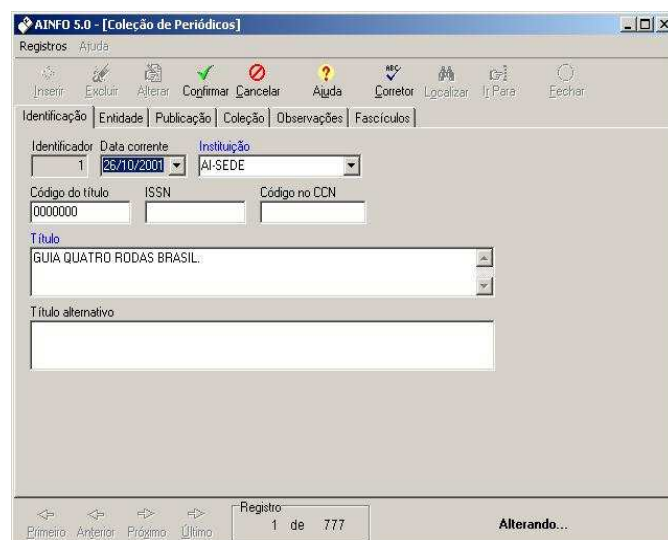 AINFO 5.0 - [Coleção de Periódicos]
Registros Ajuda
Inserir Excluir Alterar Confirmar Cancelar Ajuda Corretor Localizar Ir Para Fechar
Identificação Entidade Publicação Coleção Observações Fascículos
Identificador Data corrente Instituição
1 26/10/2001 AI-SEDE
Código do título ISSN Código no CCN
0000000
Título
GUIA QUATRO RODAS BRASIL.
Título alternativo
Registro
Primeiro Anterior Próximo Último 1 de 777 Alterando...